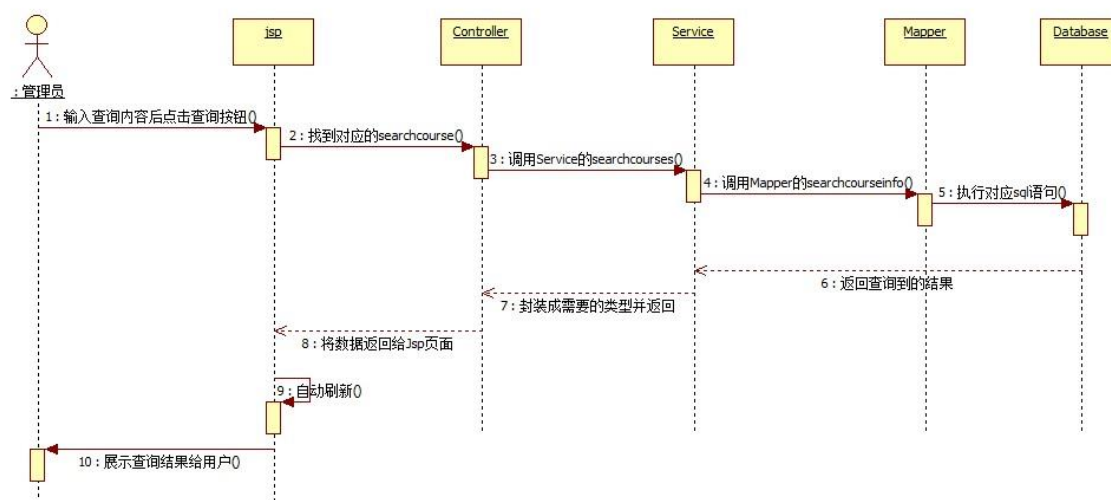 jsp
Controller
Service
Mapper
Database
: 管理员
1 : 输入查询内容后点击查询按钮()
2 : 找到对应的searchcourse()
3 : 调用Service的searchcourses()
4 : 调用Mapper的searchcourseinfo()
5 : 执行对应sql语句()
6 : 返回查询到的结果
7 : 封装成需要的类型并返回
8 : 将数据返回给Jsp页面
9 : 自动刷新()
10 : 展示查询结果给用户()